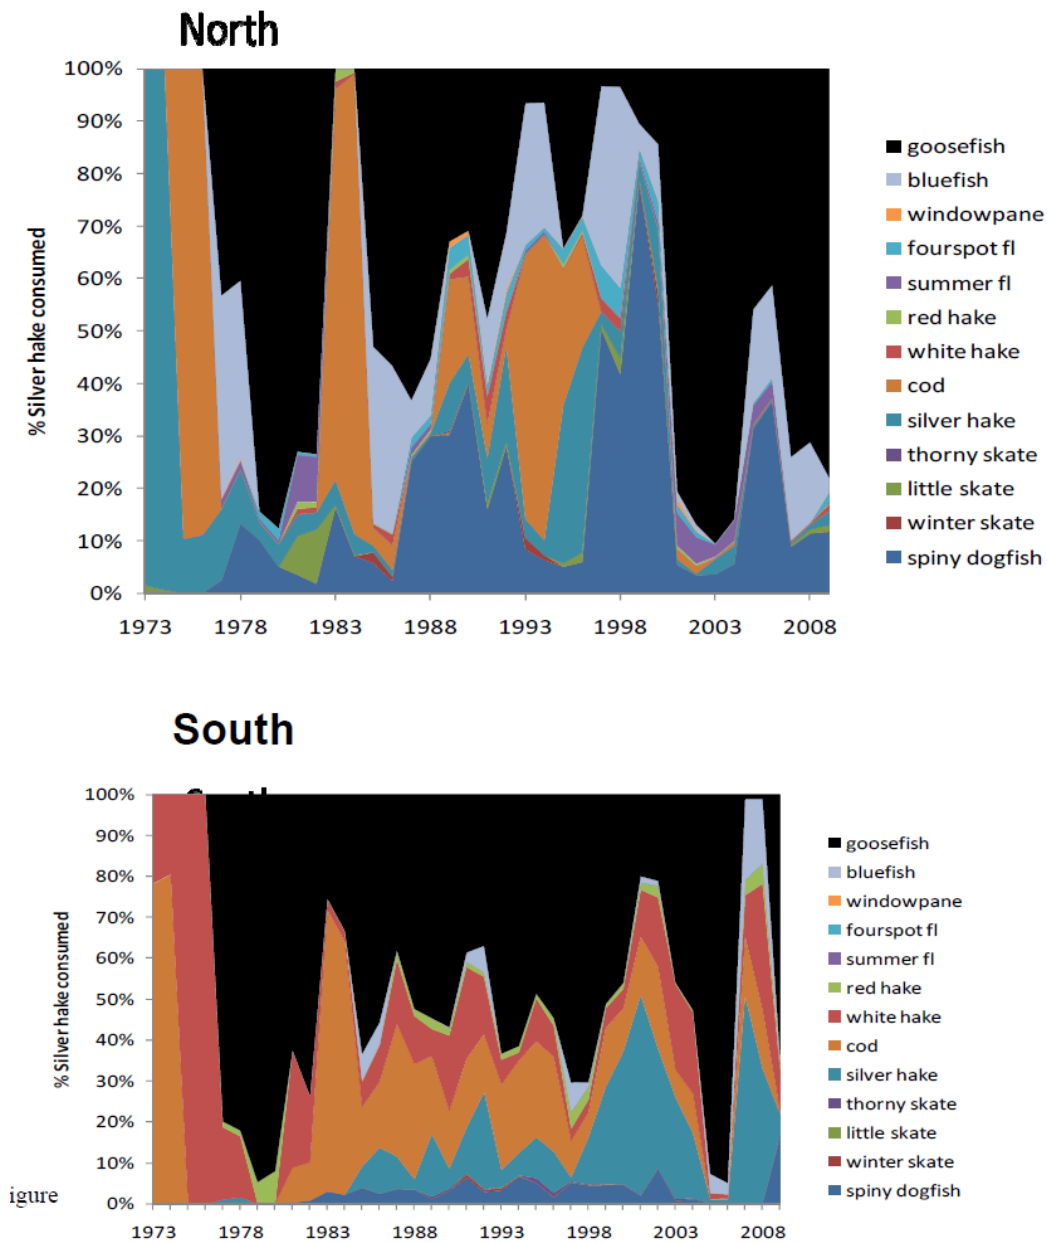 North
100%
90%
80%
70%
60%
50%
40%
30%
20%
10%
0%
% Silver hake consumed
1973 1978 1983 1988 1993 1998 2003 2008
goosefish
bluefish
windowpane
fourspot fl
summer fl
red hake
white hake
cod
silver hake
thorny skate
little skate
winter skate
spiny dogfish
South
100%
90%
80%
70%
60%
50%
40%
30%
20%
10%
0%
% Silver hake consumed
1973 1978 1983 1988 1993 1998 2003 2008
goosefish
bluefish
windowpane
fourspot fl
summer fl
red hake
white hake
cod
silver hake
thorny skate
little skate
winter skate
spiny dogfish
igure